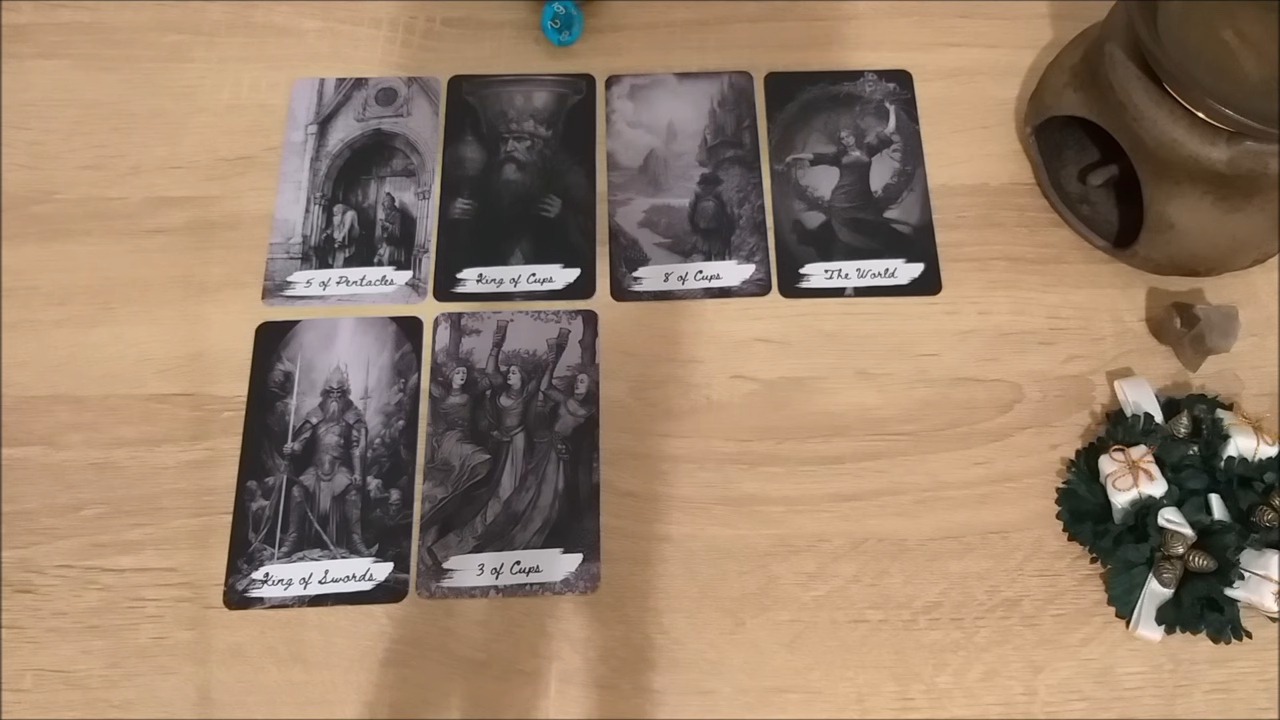 5 of Pentacles
King of Cups
8 of Cups
The World
King of Swords
3 of Cups